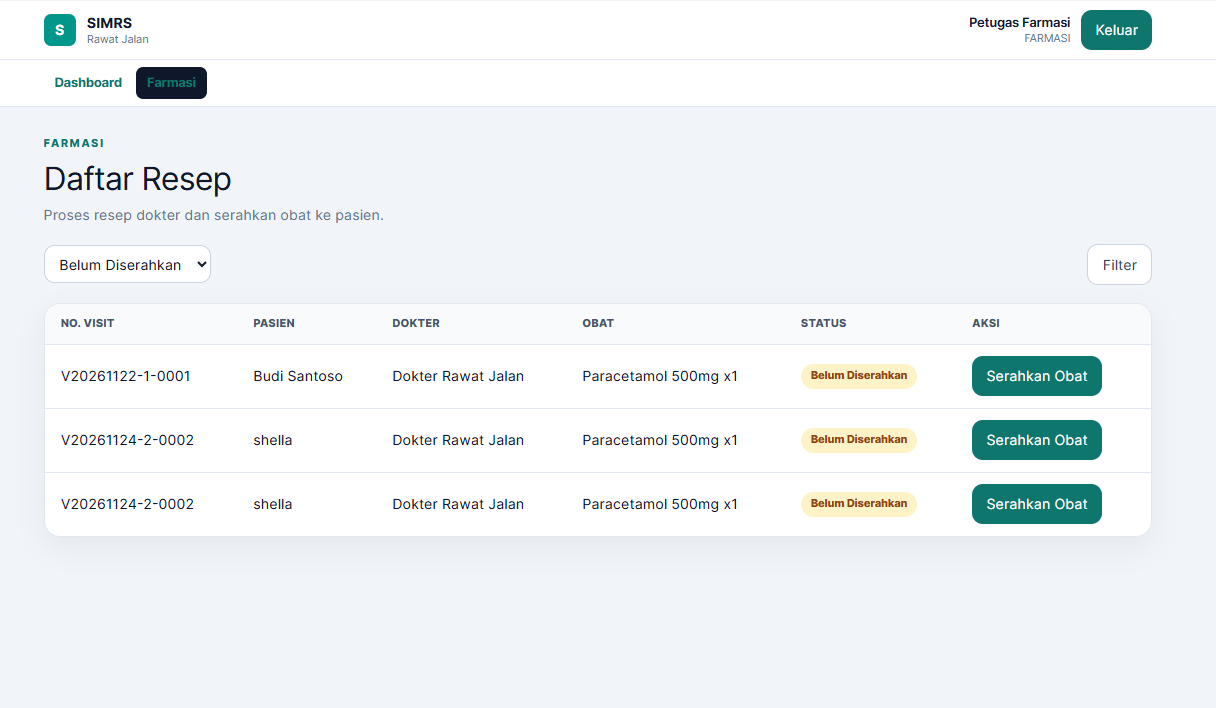 S
SIMRS
Rawat Jalan
Petugas Farmasi
FARMASI
Keluar
Dashboard
Farmasi
FARMASI
Daftar Resep
Proses resep dokter dan serahkan obat ke pasien.
Belum Diserahkan
Filter
NO. VISIT PASIEN DOKTER OBAT STATUS AKSI
V20261122-1-0001 Budi Santoso Dokter Rawat Jalan Paracetamol 500mg x1 Belum Diserahkan Serahkan Obat
V20261124-2-0002 shella Dokter Rawat Jalan Paracetamol 500mg x1 Belum Diserahkan Serahkan Obat
V20261124-2-0002 shella Dokter Rawat Jalan Paracetamol 500mg x1 Belum Diserahkan Serahkan Obat